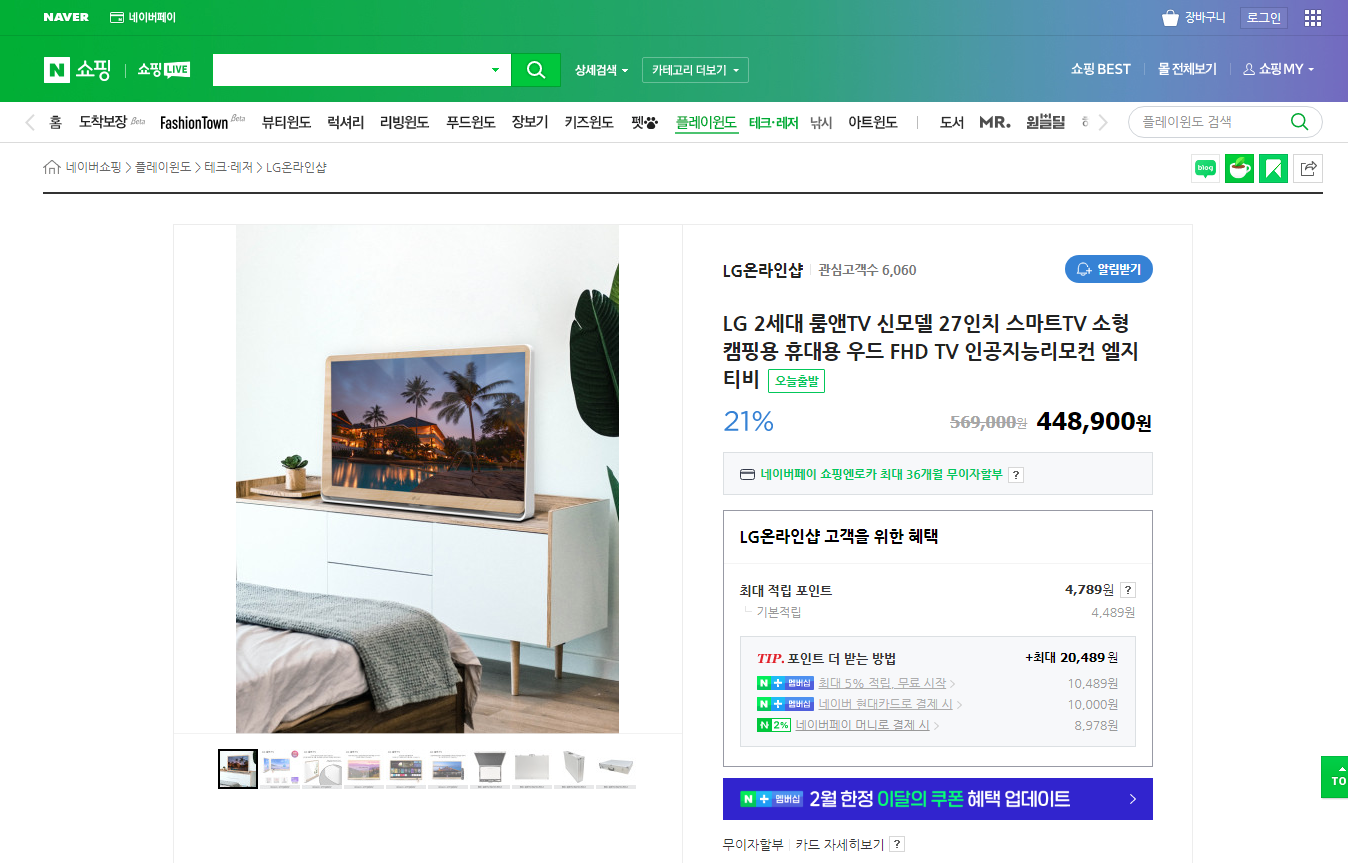 NAVER 네이버페이 장바구니 로그인
N 쇼핑 쇼핑LIVE 상세검색 카테고리 더보기 쇼핑 BEST 몰 전체보기 쇼핑 MY
홈 도착보장 Beta FashionTown Beta 뷰티윈도 럭셔리 리빙윈도 푸드윈도 장보기 키즈윈도 펫 플레이윈도 테크·레저 낚시 아트윈도 도서 MR. 원쁠딜 플레이윈도 검색
네이버쇼핑 > 플레이윈도 > 테크·레저 > LG온라인샵
blog
LG온라인샵 관심고객수 6,060 알림받기
LG 2세대 룸앤TV 신모델 27인치 스마트TV 소형
캠핑용 휴대용 우드 FHD TV 인공지능리모컨 엘지
티비 오늘출발
21% 569,000원 448,900원
네이버페이 쇼핑엔로카 최대 36개월 무이자할부 ?
LG온라인샵 고객을 위한 혜택
최대 적립 포인트 4,789원 ?
기본적립 4,489원
TIP. 포인트 더 받는 방법 +최대 20,489 원
N + 멤버십 최대 5% 적립, 무료 시작 > 10,489원
N + 멤버십 네이버 현대카드로 결제 시 > 10,000원
N 2% 네이버페이 머니로 결제 시 > 8,978원
N + 멤버십 2월 한정 이달의 쿠폰 혜택 업데이트 >
TO
무이자할부 카드 자세히보기 ?